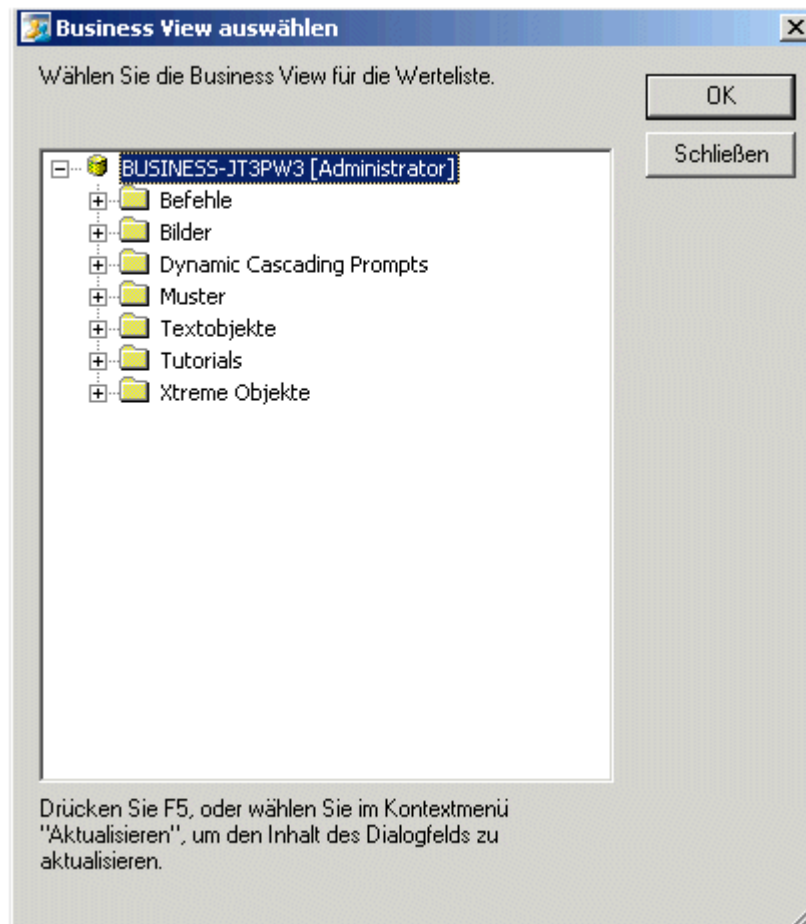 Business View auswählen
Wählen Sie die Business View für die Werteliste.
OK
Schließen
BUSINESS-JT3PW3 [Administrator]
Befehle
Bilder
Dynamic Cascading Prompts
Muster
Textobjekte
Tutorials
Xtreme Objekte
Drücken Sie F5, oder wählen Sie im Kontextmenü
"Aktualisieren", um den Inhalt des Dialogfelds zu
aktualisieren.